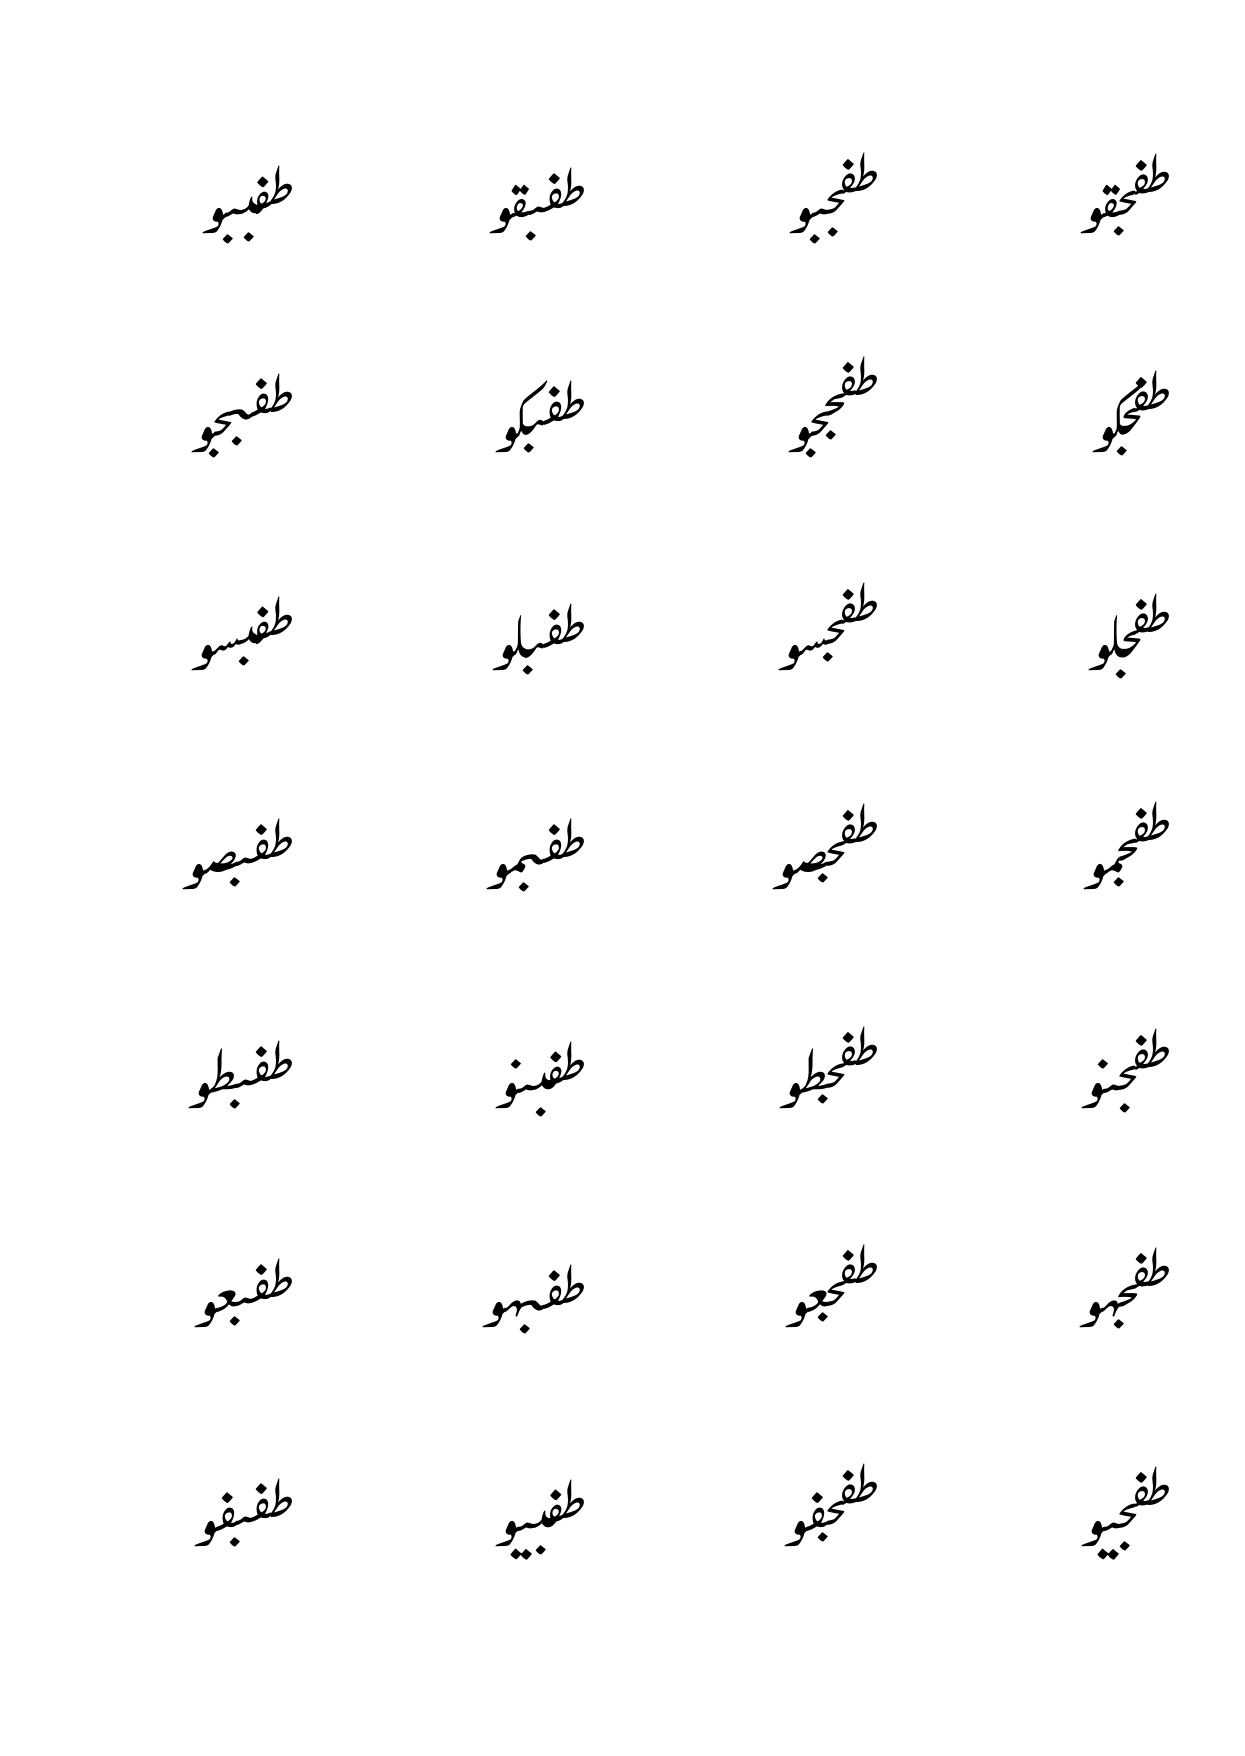 طفجقو طفجبو طفبقو طفببو
طفجكو طفججو طفبكو طفبجو
طفجلو طفجسو طفبلو طفبسو
طفجمو طفجصو طفبمو طفبصو
طفجنو طفجطو طفبنو طفبطو
طفجهو طفجعو طفبهو طفبعو
طفجيو طفجفو طفبيو طفبفو